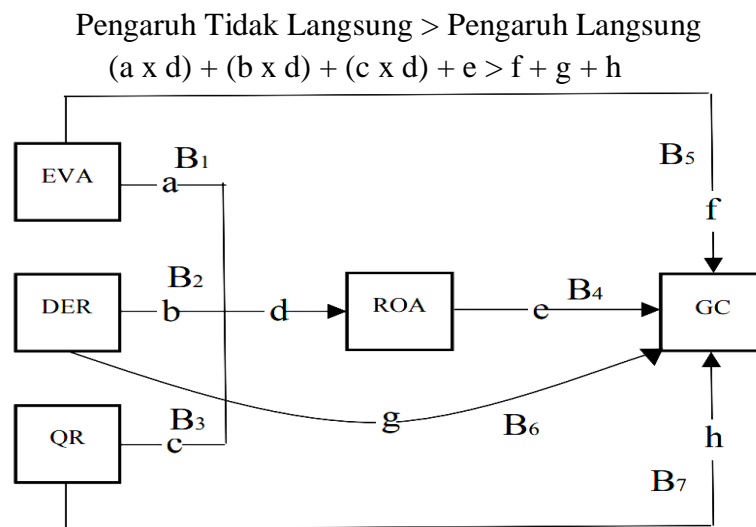 Pengaruh Tidak Langsung > Pengaruh Langsung
(a x d) + (b x d) + (c x d) + e > f + g + h
EVA
B1
a
B5
f
DER
B2
b
d
ROA
B4
e
GC
QR
B3
c
g
B6
h
B7